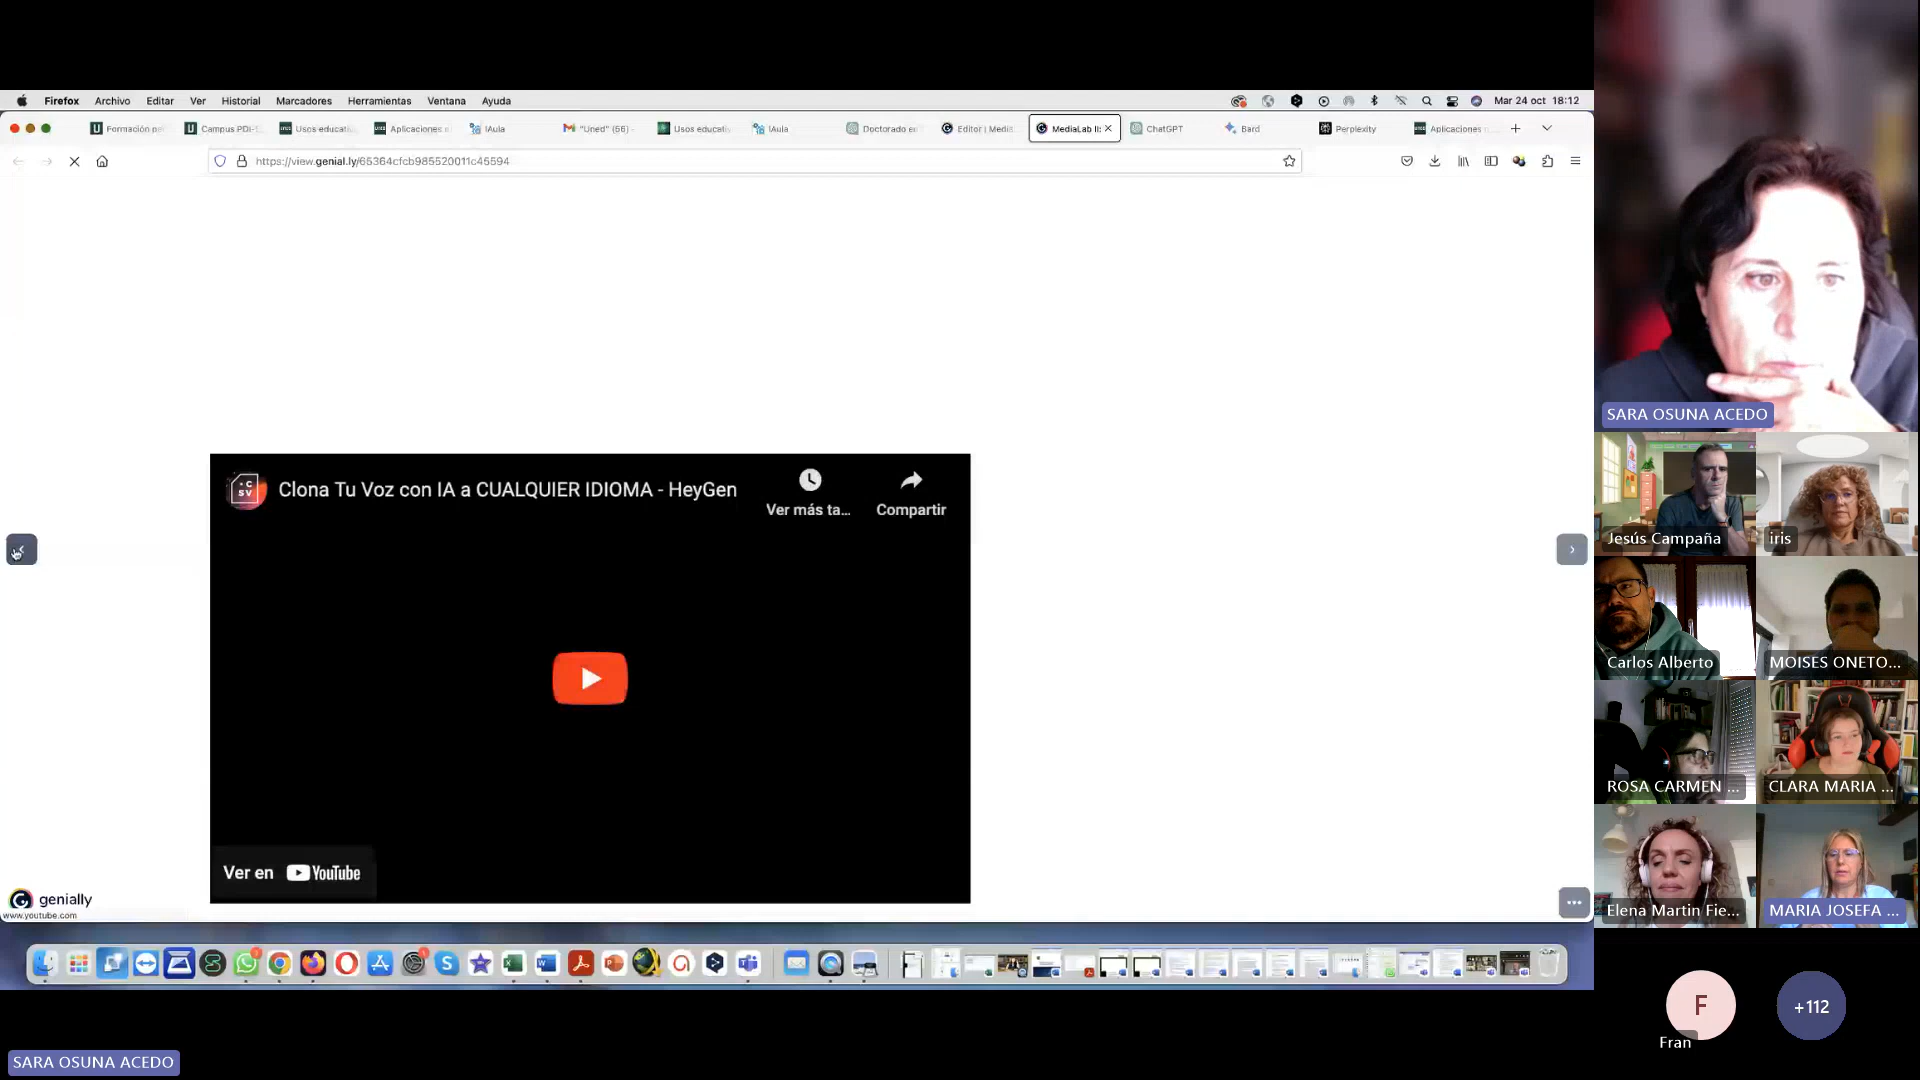 Firefox Archivo Editar Ver Historial Marcadores Herramientas Ventana Ayuda
Mar 24 oct 18:12
Formación pe
Campus PDI-
Usos educati
Aplicaciones
IAula
"Uned" (56) -
Usos educati
IAula
Doctorado en
Editor | Medi
MediaLab II:
ChatGPT
Bard
Perplexity
Aplicaciones
https://view.genial.ly/65364cfcb985520011c45594
CSV
Clona Tu Voz con IA a CUALQUIER IDIOMA - HeyGen
Ver más ta...
Compartir
Ver en YouTube
genially
www.youtube.com
SARA OSUNA ACEDO
Jesús Campaña
iris
Carlos Alberto
MOISES ONETO...
ROSA CARMEN ...
CLARA MARIA ...
Elena Martin Fie...
MARIA JOSEFA ...
F
Fran
+112
SARA OSUNA ACEDO